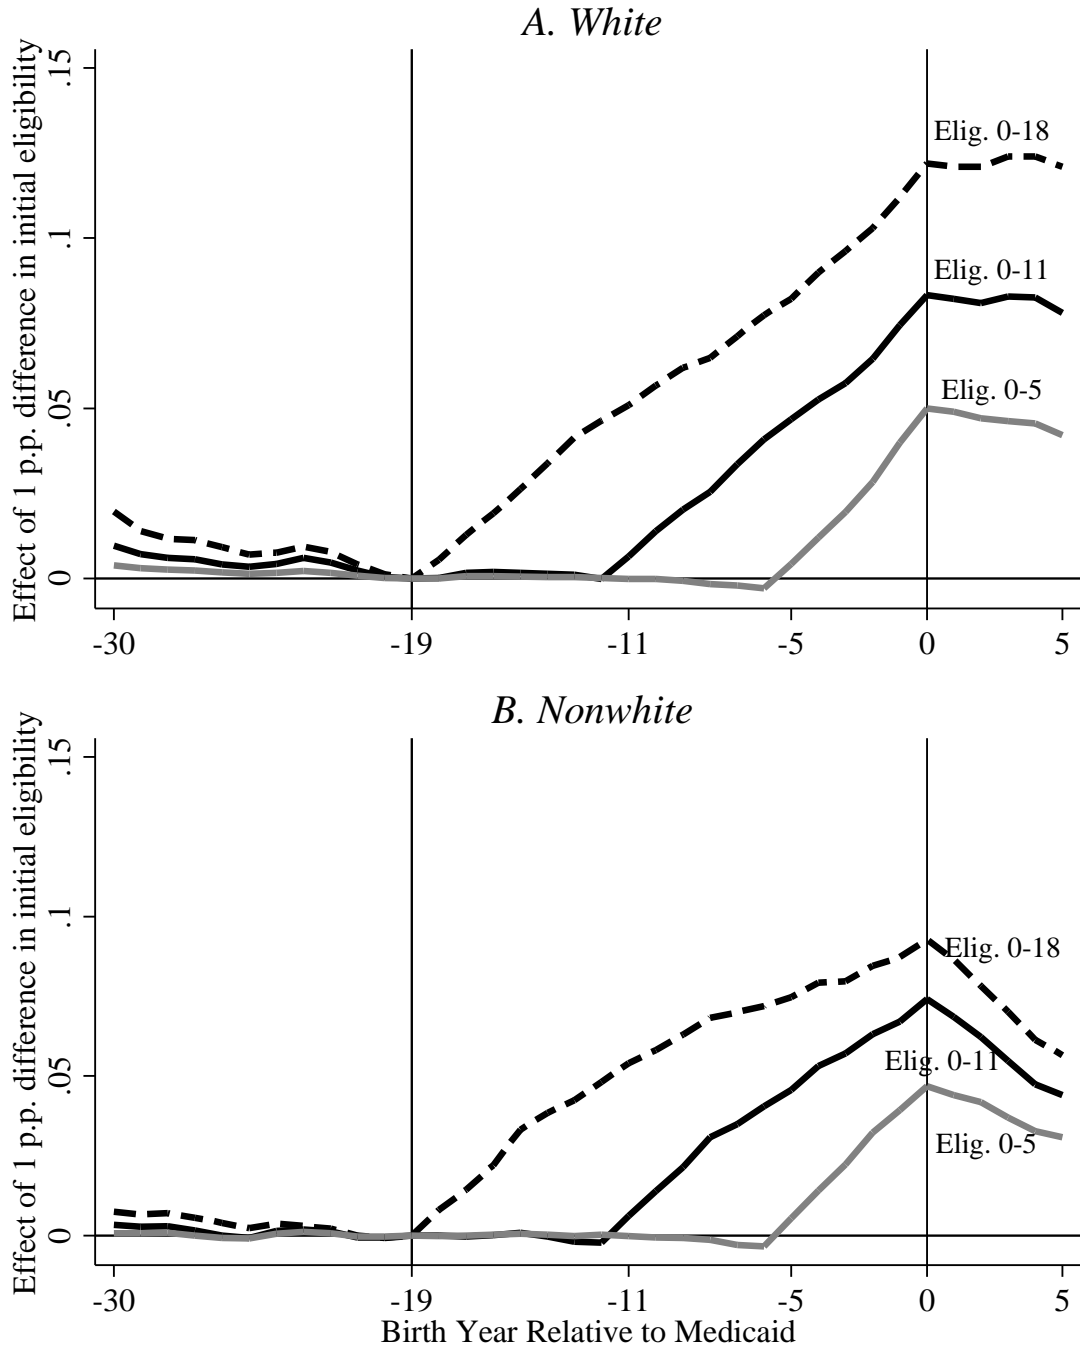 A. White
Effect of 1 p.p. difference in initial eligibility
.15
.1
.05
0
Elig. 0-18
Elig. 0-11
Elig. 0-5
-30 -19 -11 -5 0 5
B. Nonwhite
Effect of 1 p.p. difference in initial eligibility
.15
.1
.05
0
Elig. 0-18
Elig. 0-11
Elig. 0-5
-30 -19 -11 -5 0 5
Birth Year Relative to Medicaid